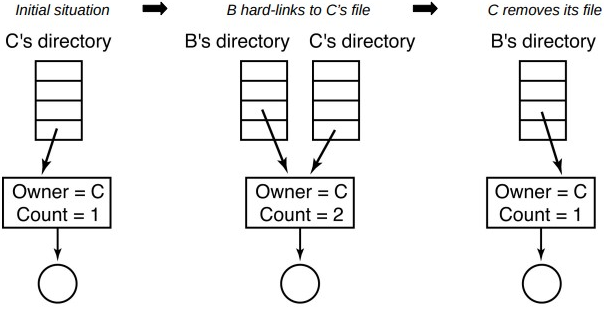 Initial situation
B hard-links to C's file
C removes its file
C's directory
B's directory
C's directory
B's directory
Owner = C
Count = 1
Owner = C
Count = 2
Owner = C
Count = 1